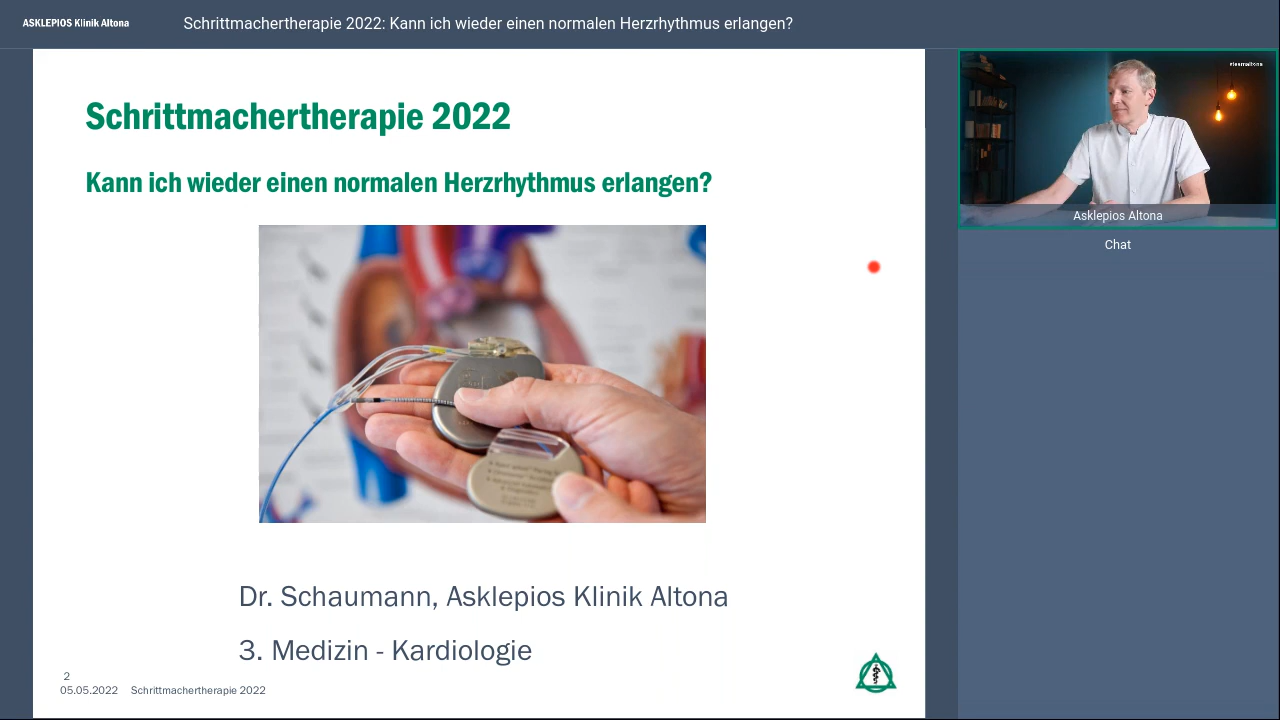 ASKLEPIOS Klinik Altona
Schrittmachertherapie 2022: Kann ich wieder einen normalen Herzrhythmus erlangen?
Schrittmachertherapie 2022
Kann ich wieder einen normalen Herzrhythmus erlangen?
#teamaltona
Asklepios Altona
Chat
Dr. Schaumann, Asklepios Klinik Altona
3. Medizin - Kardiologie
2
05.05.2022 Schrittmachertherapie 2022